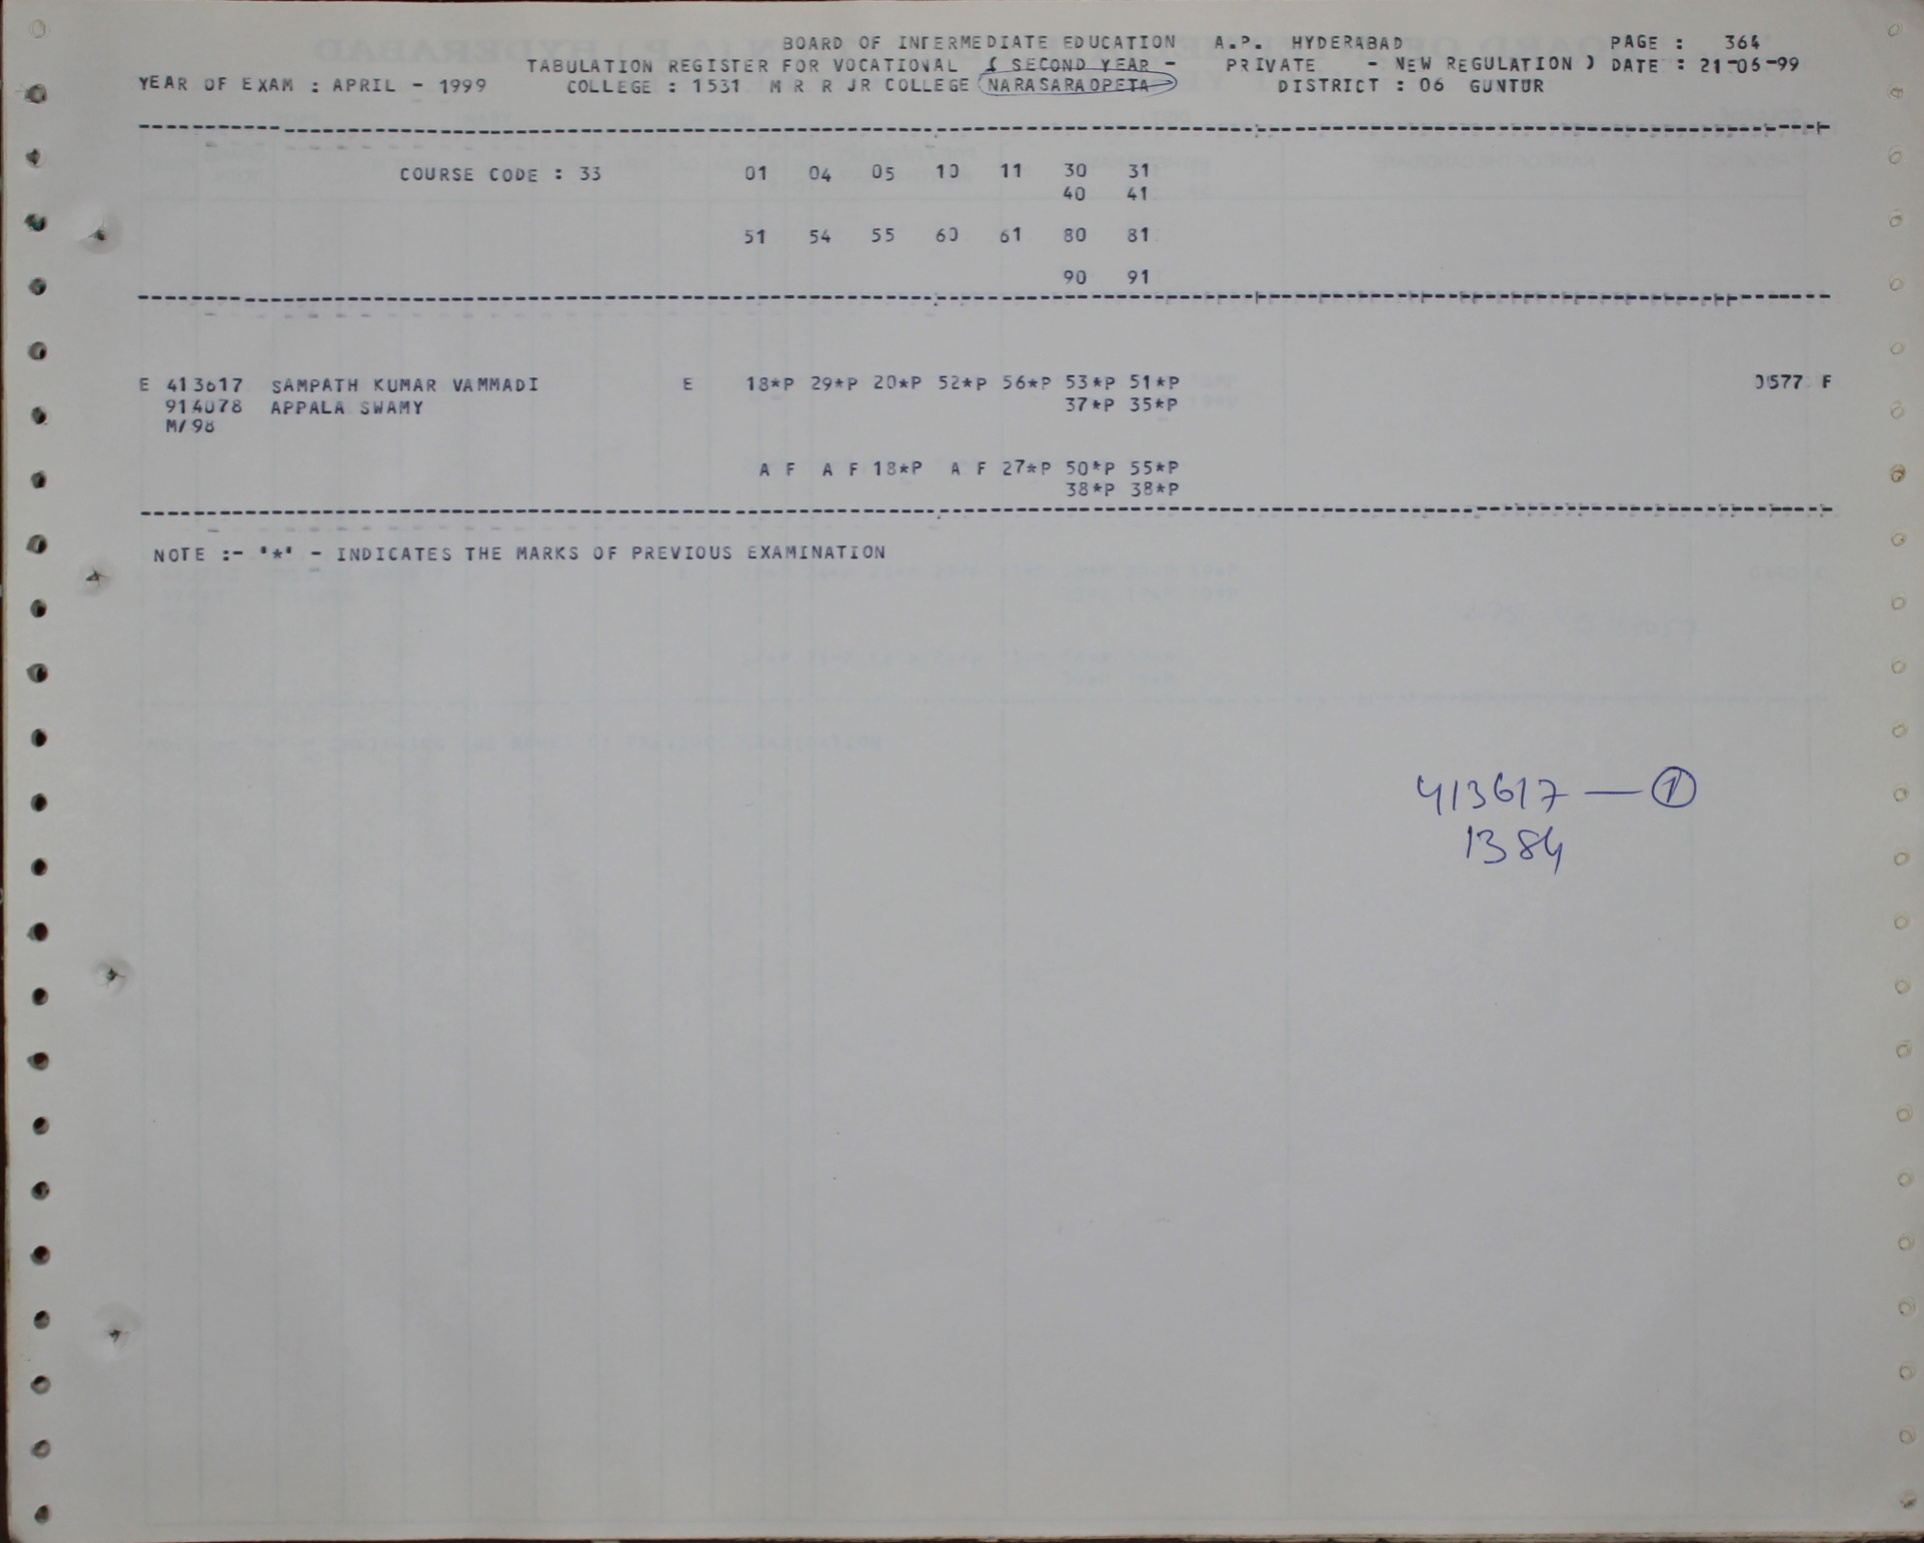 BOARD OF INTERMEDIATE EDUCATION A.P. HYDERABAD PAGE : 364
TABULATION REGISTER FOR VOCATIONAL ( SECOND YEAR - PRIVATE - NEW REGULATION ) DATE : 21-06-99
YEAR OF EXAM : APRIL - 1999 COLLEGE : 1531 M R R JR COLLEGE NARASARAOPETA DISTRICT : 06 GUNTUR
COURSE CODE : 33 01 04 05 10 11 30 31
40 41
51 54 55 60 61 80 81
90 91
E 413617 SAMPATH KUMAR VAMMADI E 18*P 29*P 20*P 52*P 56*P 53*P 51*P 0577 F
914078 APPALA SWAMY 37*P 35*P
M/98
A F A F 18*P A F 27*P 50*P 55*P
38*P 38*P
NOTE :- '*' - INDICATES THE MARKS OF PREVIOUS EXAMINATION
413617 — 1
1384